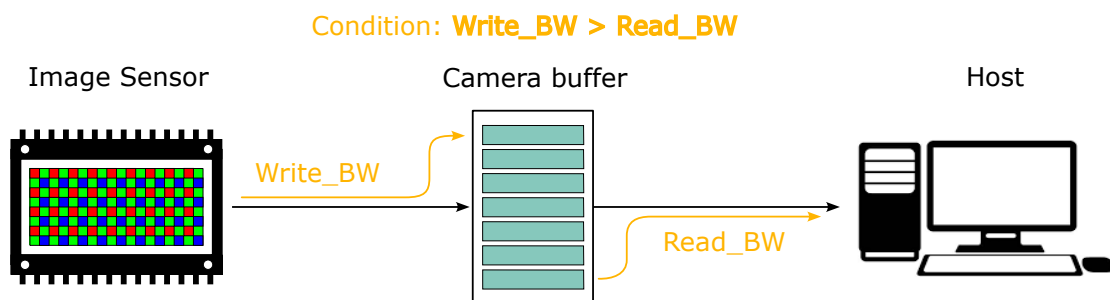 Condition: Write_BW > Read_BW
Image Sensor
Camera buffer
Host
Write_BW
Read_BW